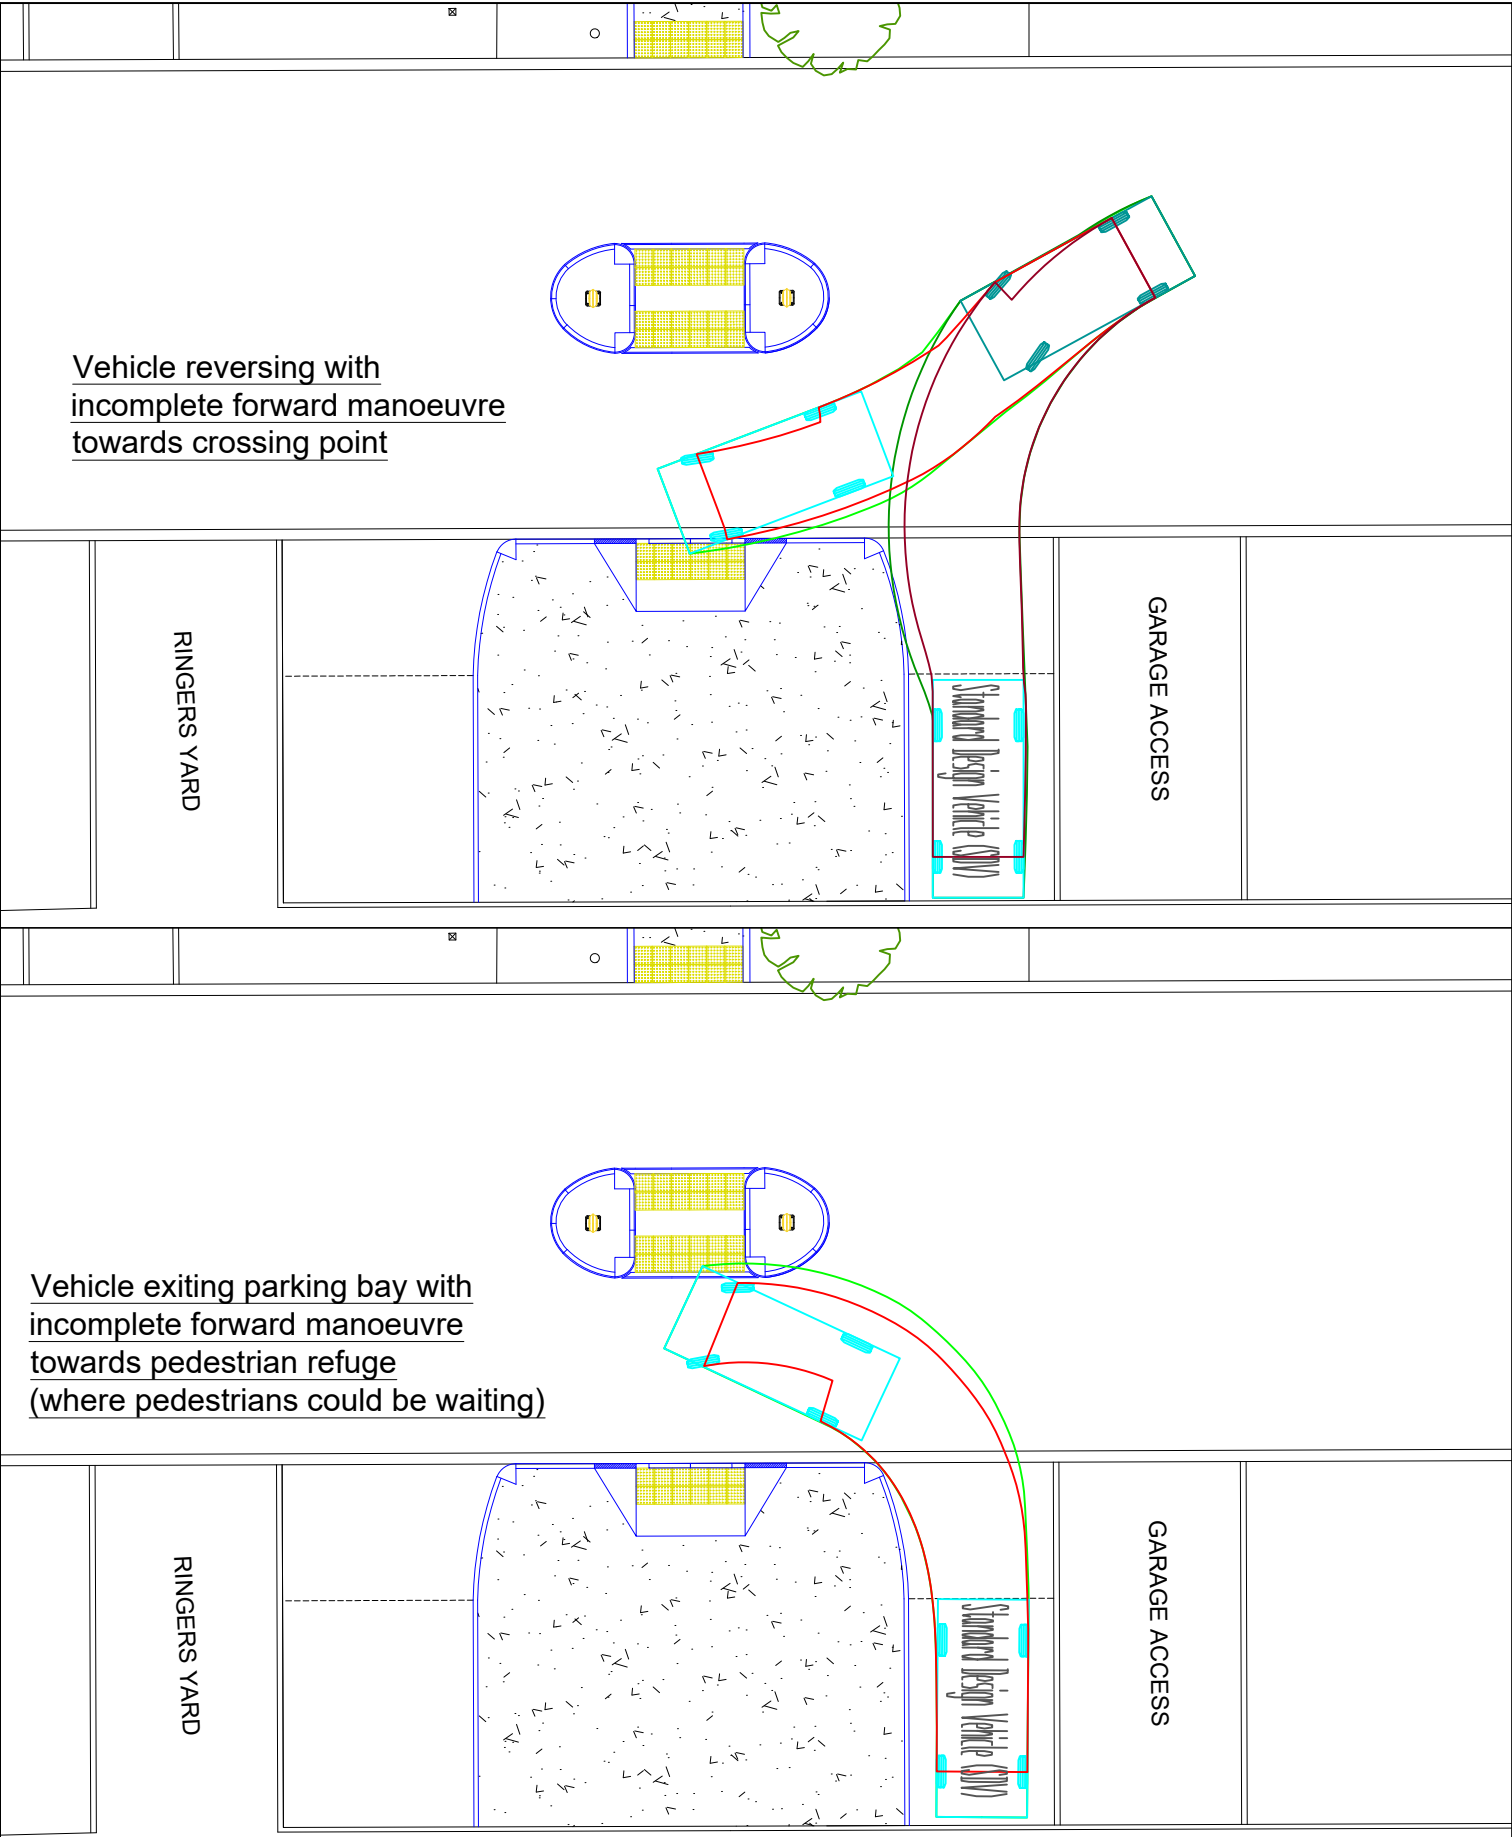 Vehicle reversing with
incomplete forward manoeuvre
towards crossing point
RINGERS YARD
Standard Design Vehicle (SDV)
GARAGE ACCESS
Vehicle exiting parking bay with
incomplete forward manoeuvre
towards pedestrian refuge
(where pedestrians could be waiting)
RINGERS YARD
Standard Design Vehicle (SDV)
GARAGE ACCESS